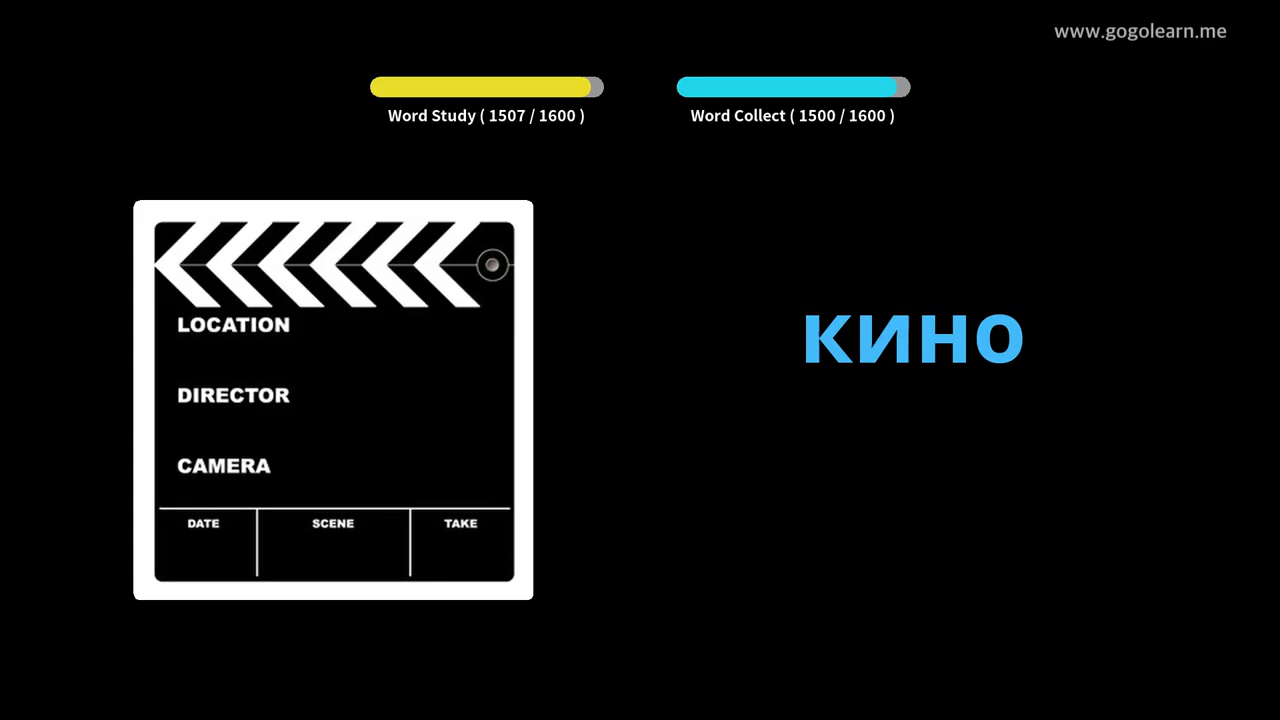 www.gogolearn.me
Word Study ( 1507 / 1600 )
Word Collect ( 1500 / 1600 )
LOCATION
DIRECTOR
CAMERA
DATE
SCENE
TAKE
кино